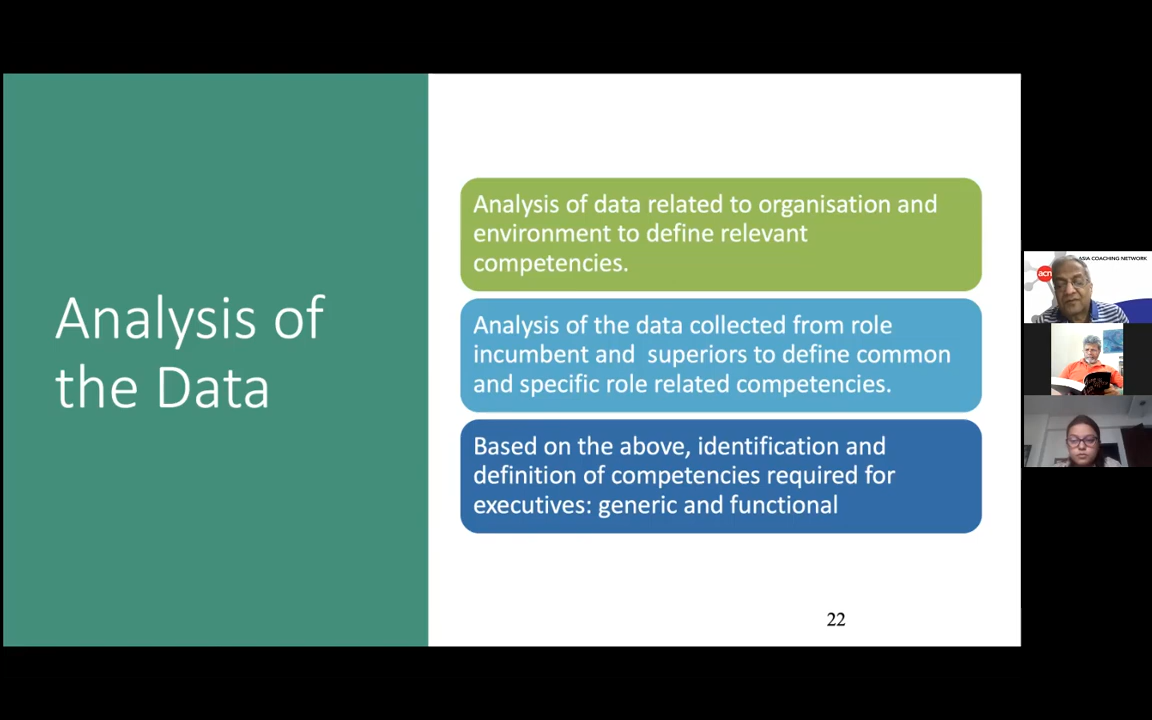 Analysis of
the Data
Analysis of data related to organisation and
environment to define relevant
competencies.
Analysis of the data collected from role
incumbent and  superiors to define common
and specific role related competencies.
Based on the above, identification and
definition of competencies required for
executives: generic and functional
22
ASIA COACHING NETWORK
acn